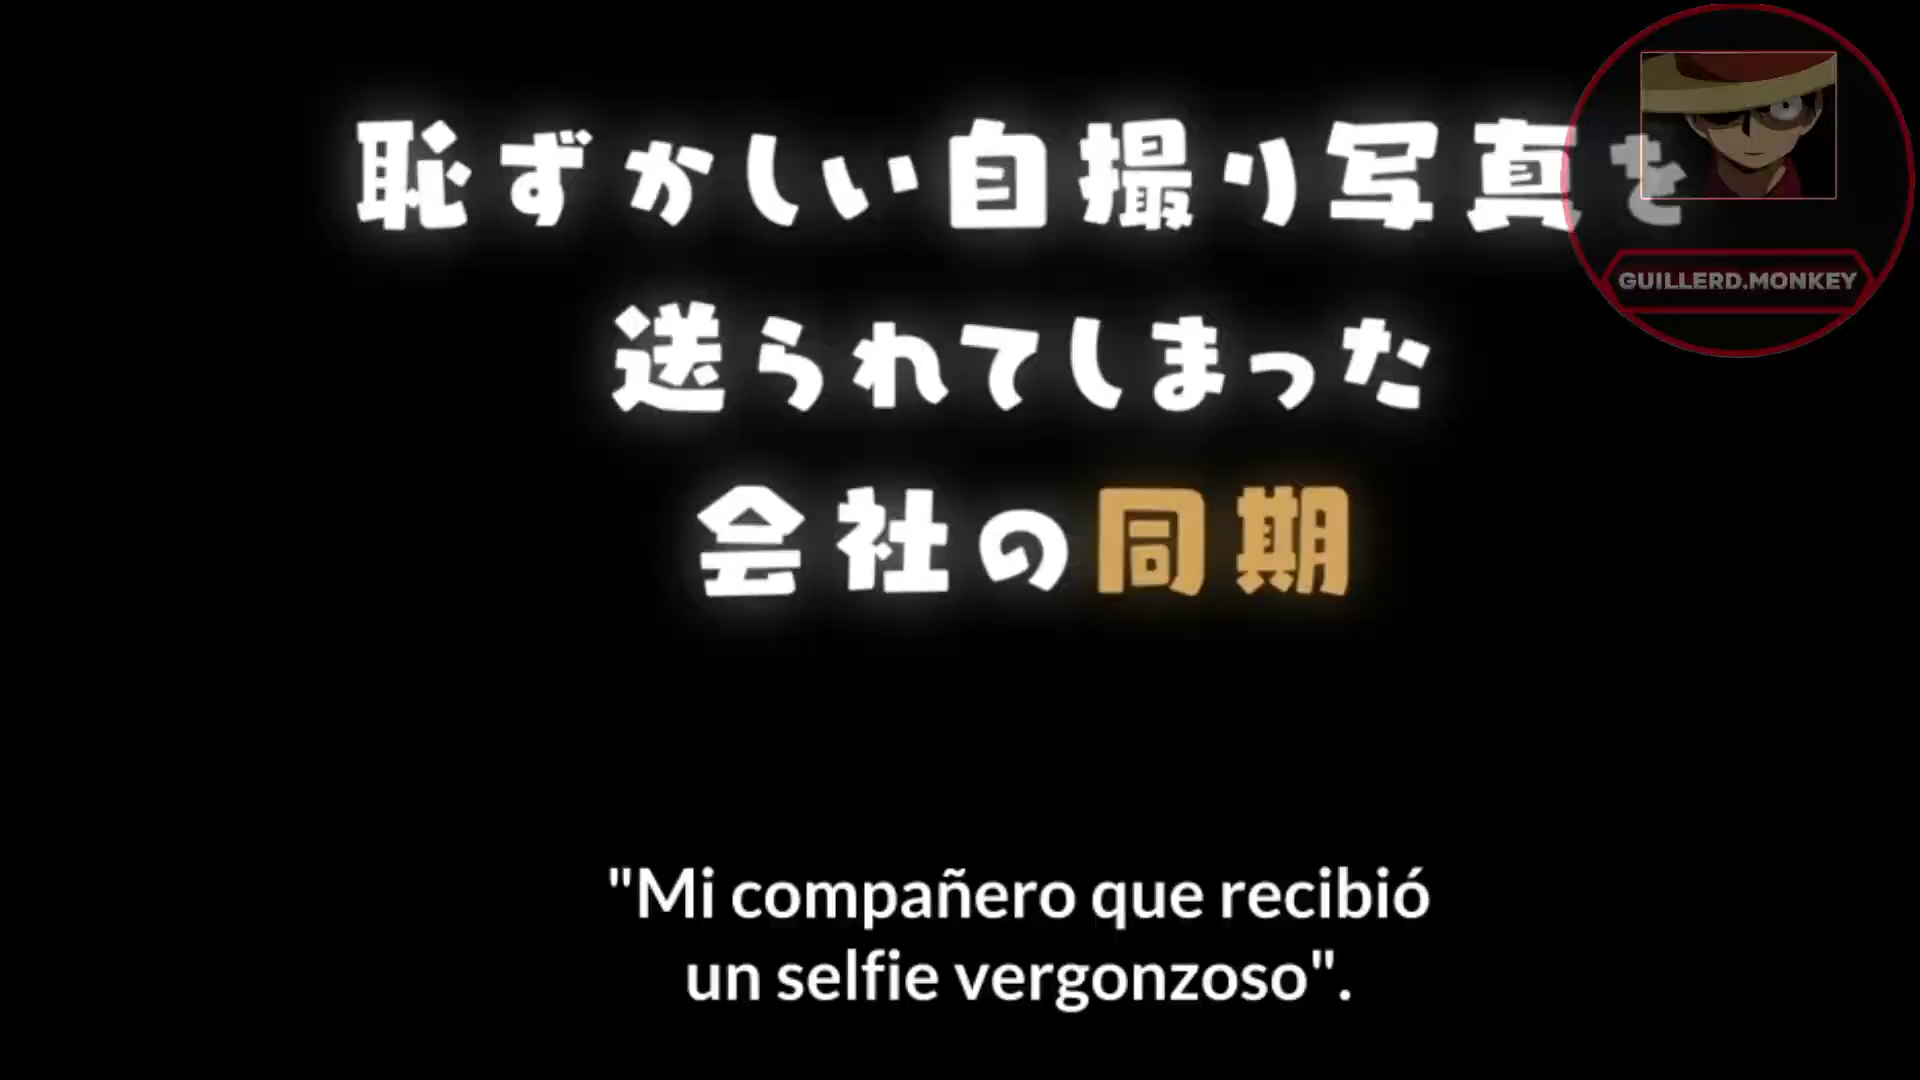 恥ずかしい自撮り写真を
送られてしまった
会社の同期
GUILLERD.MONKEY
"Mi compañero que recibió
un selfie vergonzoso".